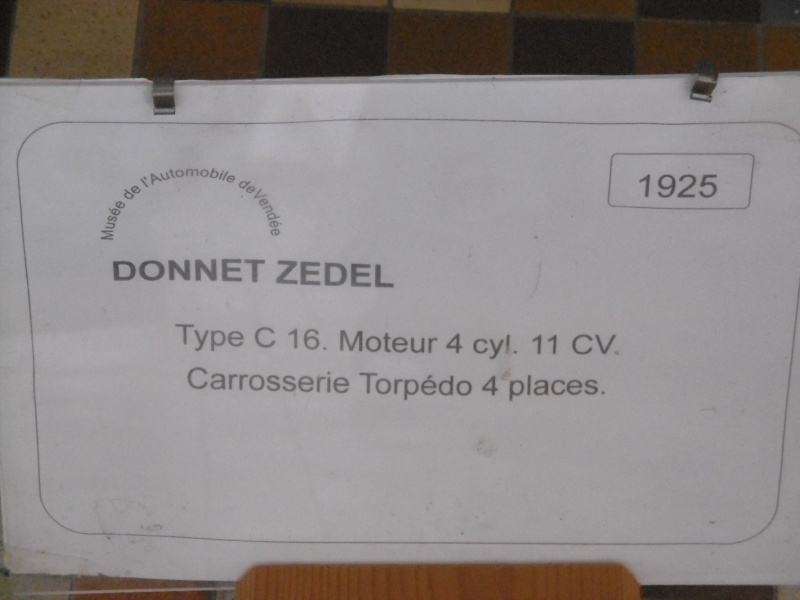 Musée de l'Automobile de Vendée
1925
DONNET ZEDEL
Type C 16. Moteur 4 cyl. 11 CV.
Carrosserie Torpédo 4 places.